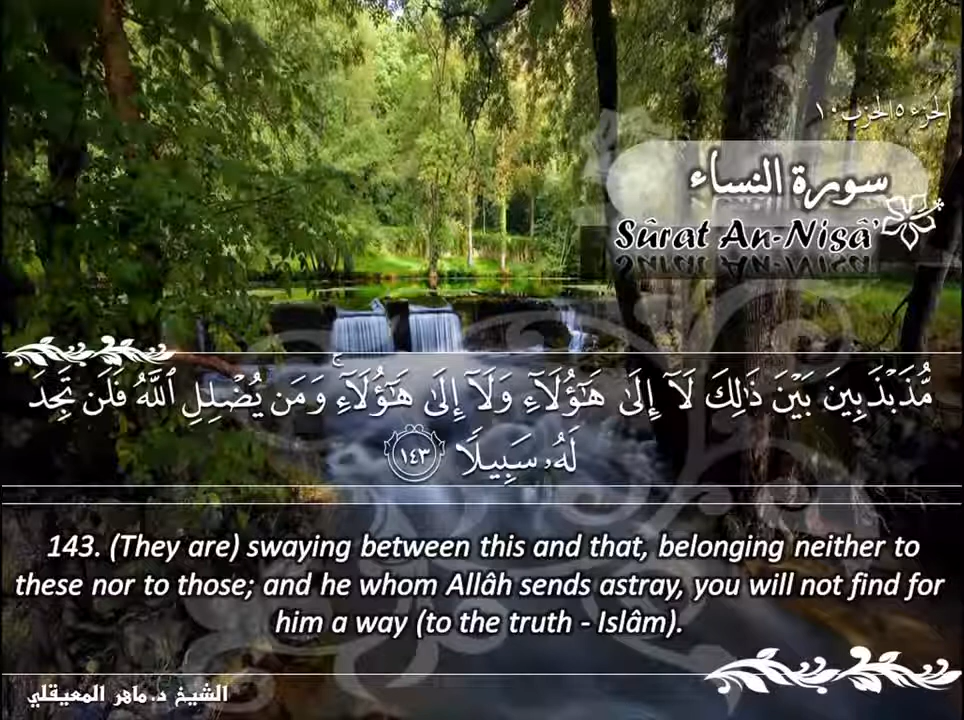 الجزء ٥ الحزب ١٠
سورة النساء
Sûrat An-Nisâ'
مُّذَبْذَبِينَ بَيْنَ ذَٰلِكَ لَآ إِلَىٰ هَٰٓؤُلَآءِ وَلَآ إِلَىٰ هَٰٓؤُلَآءِ ۚ وَمَن يُضْلِلِ ٱللَّهُ فَلَن تَجِدَ
لَهُۥ سَبِيلًا ١٤٣
143. (They are) swaying between this and that, belonging neither to
these nor to those; and he whom Allâh sends astray, you will not find for
him a way (to the truth - Islâm).
الشيخ د. ماهر المعيقلي